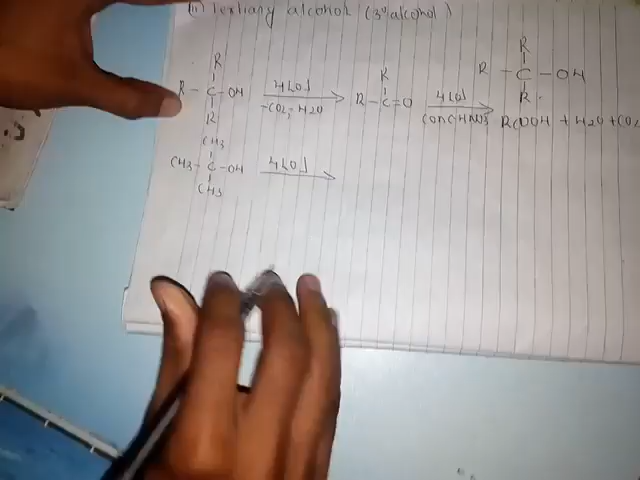 (ii) Tertiary alcohol (3° alcohol)
R
R - C - OH
R
4[O]
-CO2, -H2O
R
R - C = O
4[O]
conc. HNO3
RCOOH + H2O + CO2
R
R - C - OH
R
CH3
CH3 - C - OH
CH3
4[O]